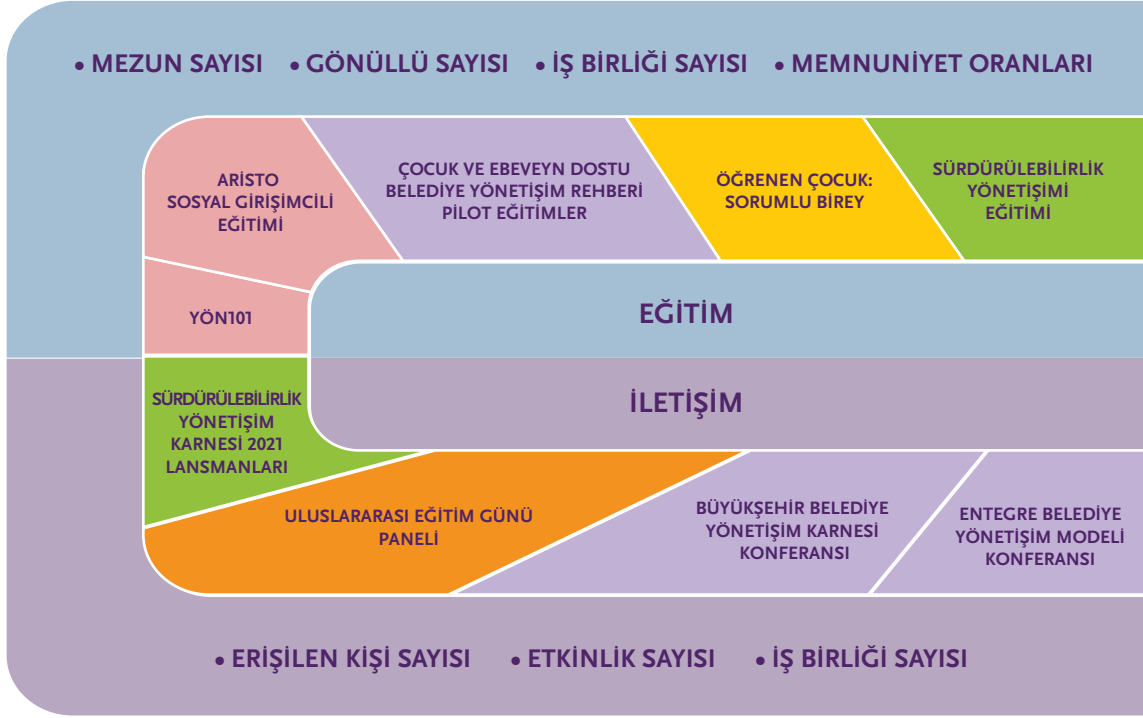 • MEZUN SAYISI • GÖNÜLLÜ SAYISI • İŞ BİRLİĞİ SAYISI • MEMNUNİYET ORANLARI
ARİSTO
SOSYAL GİRİŞİMCİLİ
EĞİTİMİ
ÇOCUK VE EBEVEYN DOSTU
BELEDİYE YÖNETİŞİM REHBERİ
PİLOT EĞİTİMLER
ÖĞRENEN ÇOCUK:
SORUMLU BİREY
SÜRDÜRÜLEBİLİRLİK
YÖNETİŞİMİ
EĞİTİMİ
YÖN101
EĞİTİM
İLETİŞİM
SÜRDÜRÜLEBİLİRLİK
YÖNETİŞİM
KARNESİ 2021
LANSMANLARI
ULUSLARARASI EĞİTİM GÜNÜ
PANELİ
BÜYÜKŞEHİR BELEDİYE
YÖNETİŞİM KARNESİ
KONFERANSI
ENTEGRE BELEDİYE
YÖNETİŞİM MODELİ
KONFERANSI
• ERİŞİLEN KİŞİ SAYISI • ETKİNLİK SAYISI • İŞ BİRLİĞİ SAYISI